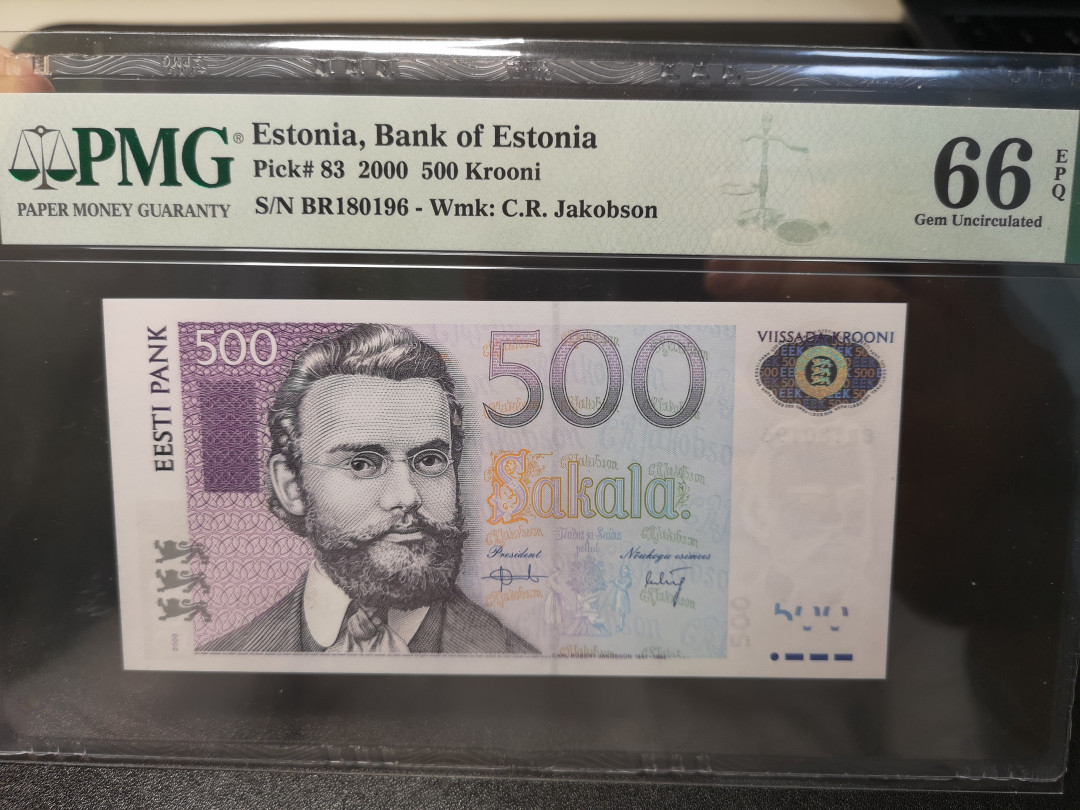 PMG®
PAPER MONEY GUARANTY
Estonia, Bank of Estonia
Pick# 83 2000 500 Krooni
S/N BR180196 - Wmk: C.R. Jakobson
66
EPQ
Gem Uncirculated
EESTI PANK
500
500
VIISSADA KROONI
Sakala.
President
Nõukogu esimees
2000
500